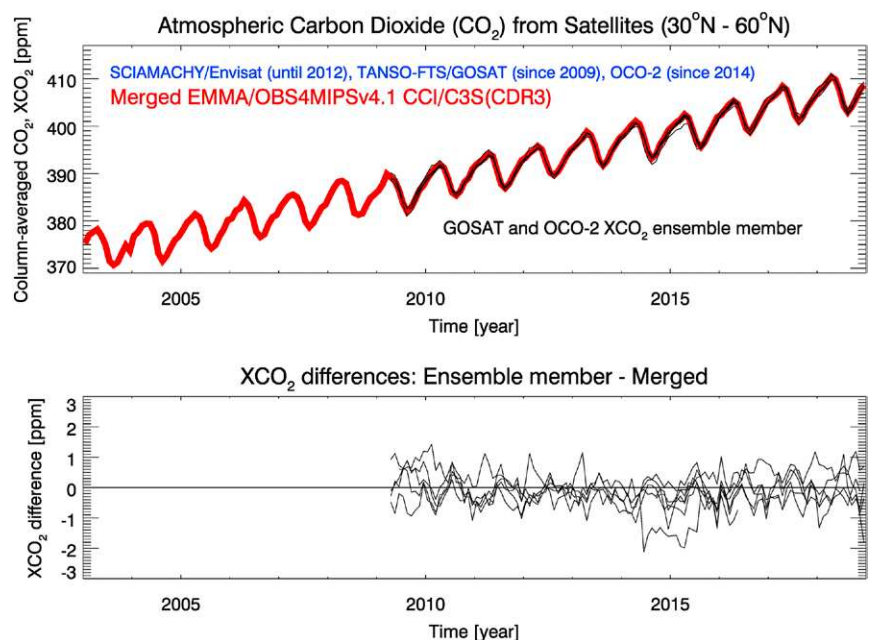 Atmospheric Carbon Dioxide (CO₂) from Satellites (30°N - 60°N)
SCIAMACHY/Envisat (until 2012), TANSO-FTS/GOSAT (since 2009), OCO-2 (since 2014)
Merged EMMA/OBS4MIPSv4.1 CCI/C3S(CDR3)
Column-averaged CO₂, XCO₂ [ppm]
410
400
390
380
370
GOSAT and OCO-2 XCO₂ ensemble member
2005 2010 2015
Time [year]
XCO₂ differences: Ensemble member - Merged
XCO₂ difference [ppm]
3
2
1
0
-1
-2
-3
2005 2010 2015
Time [year]